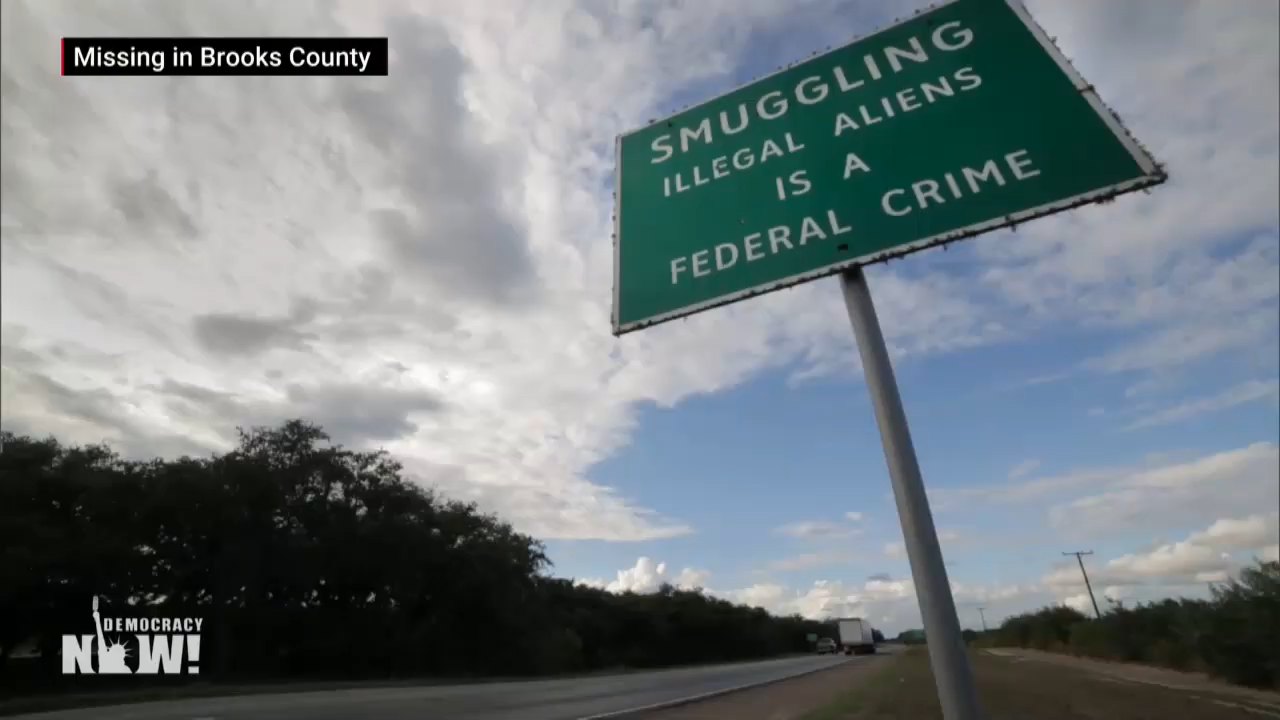 Missing in Brooks County
SMUGGLING
ILLEGAL ALIENS
IS A
FEDERAL CRIME
DEMOCRACY
NOW!